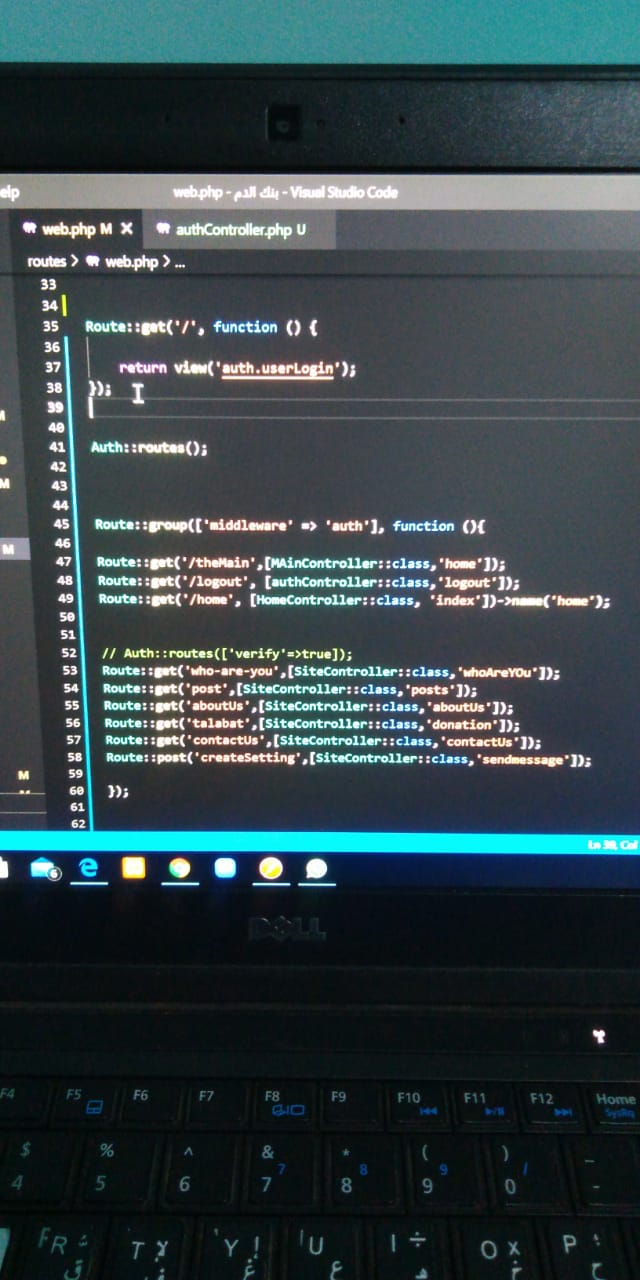 elp
web.php - بنك الدم - Visual Studio Code
web.php M ✕ authController.php U
routes > web.php > ...
33
34
35 Route::get('/', function () {
36
37 return view('auth.userLogin');
38 });
39
40
41 Auth::routes();
42
43
44
45 Route::group(['middleware' => 'auth'], function (){
46
47 Route::get('/theMain',[MAinController::class,'home']);
48 Route::get('/logout', [authController::class,'logout']);
49 Route::get('/home', [HomeController::class, 'index'])->name('home');
50
51
52 // Auth::routes(['verify'=>true]);
53 Route::get('who-are-you',[SiteController::class,'whoAreYOu']);
54 Route::get('post',[SiteController::class,'posts']);
55 Route::get('aboutUs',[SiteController::class,'aboutUs']);
56 Route::get('talabat',[SiteController::class,'donation']);
57 Route::get('contactUs',[SiteController::class,'contactUs']);
58 Route::post('createSetting',[SiteController::class,'sendmessage']);
59
60 });
61
62
M
M
M
M
Ln 39, Col
6
DELL
F4 F5 F6 F7 F8 F9 F10 F11 F12 Home
SysRq
$ % ^ & * ( ) _
4 5 6 7 7 8 8 9 9 0 / -
R T Y U I O P
ق ف غ ع ه خ ح